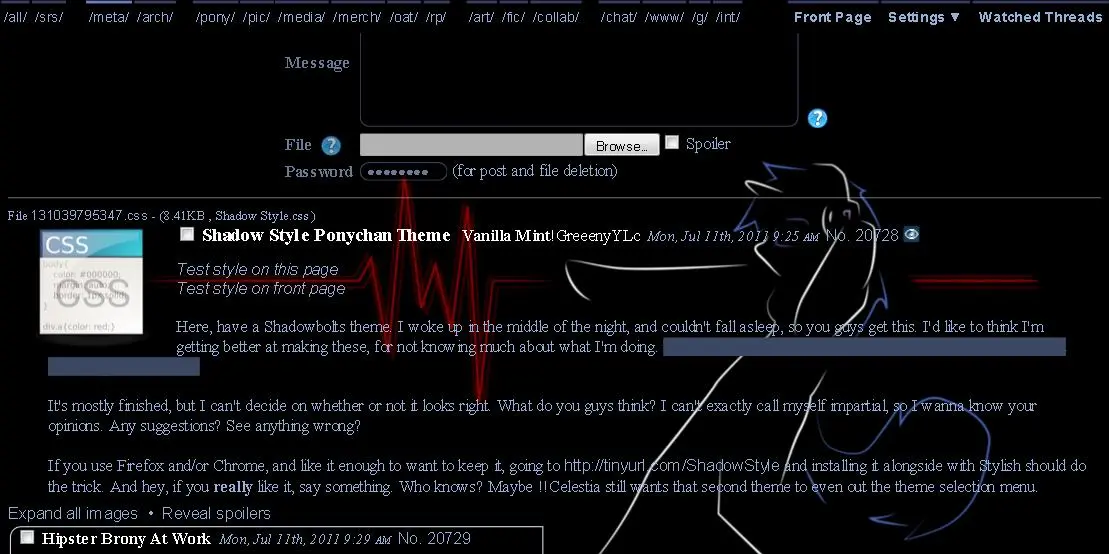 /all/ /srs/ /meta/ /arch/ /pony/ /pic/ /media/ /merch/ /oat/ /rp/ /art/ /fic/ /collab/ /chat/ /www/ /g/ /int/ Front Page Settings ▼ Watched Threads
Message
?
File ? Browse... Spoiler
Password ●●●●●●●● (for post and file deletion)
File 131039795347.css - (3.41KB , Shadow Style.css)
Shadow Style Ponychan Theme Vanilla Mint!GreeenyYLc Mon, Jul 11th, 2011 9:25 AM No. 20728
CSS
body{
color: #000000;
margin: auto;
border: 1px solid;
CSS
div.a{color: red;}
Test style on this page
Test style on front page
Here, have a Shadowbolts theme. I woke up in the middle of the night, and couldn't fall asleep, so you guys get this. I'd like to think I'm
getting better at making these, for not knowing much about what I'm doing.
It's mostly finished, but I can't decide on whether or not it looks right. What do you guys think? I can't exactly call myself impartial, so I wanna know your
opinions. Any suggestions? See anything wrong?
If you use Firefox and/or Chrome, and like it enough to want to keep it, going to http://tinyurl.com/ShadowStyle and installing it alongside with Stylish should do
the trick. And hey, if you really like it, say something. Who knows? Maybe !!Celestia still wants that second theme to even out the theme selection menu.
Expand all images • Reveal spoilers
Hipster Brony At Work Mon, Jul 11th, 2011 9:29 AM No. 20729